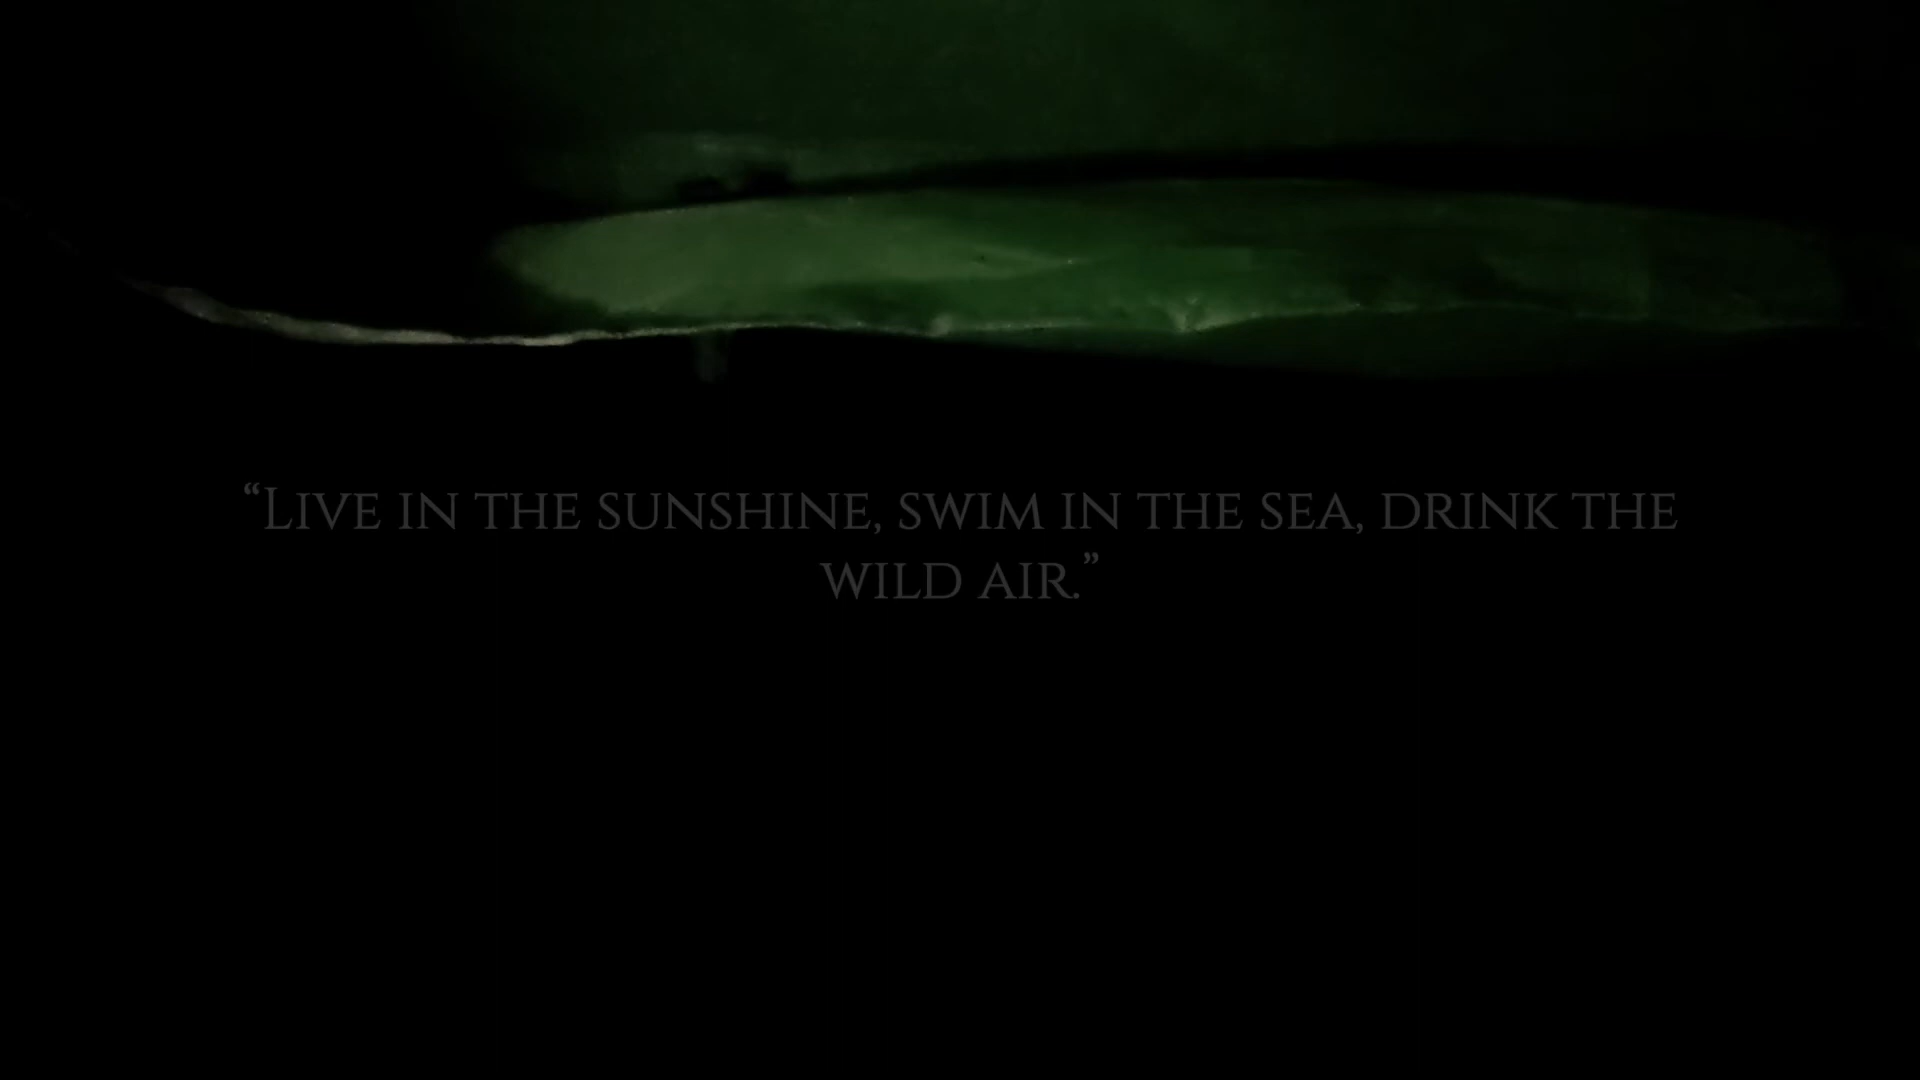 “Live in the sunshine, swim in the sea, drink the
wild air.”